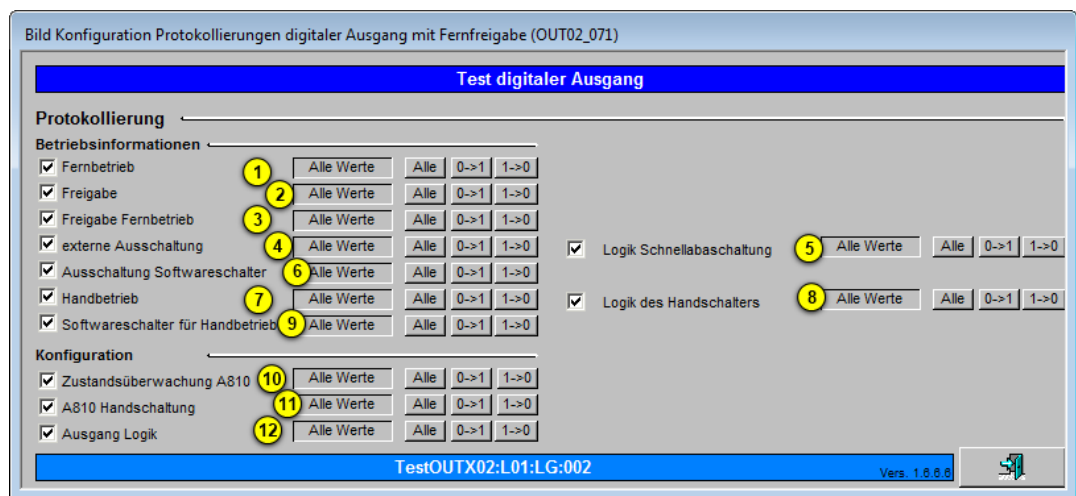 Bild Konfiguration Protokollierungen digitaler Ausgang mit Fernfreigabe (OUT02_071)
Test digitaler Ausgang
Protokollierung
Betriebsinformationen
Fernbetrieb 1 Alle Werte Alle 0->1 1->0
Freigabe 2 Alle Werte Alle 0->1 1->0
Freigabe Fernbetrieb 3 Alle Werte Alle 0->1 1->0
externe Ausschaltung 4 Alle Werte Alle 0->1 1->0 Logik Schnellabaschaltung 5 Alle Werte Alle 0->1 1->0
Ausschaltung Softwareschalter 6 Alle Werte Alle 0->1 1->0
Handbetrieb 7 Alle Werte Alle 0->1 1->0 Logik des Handschalters 8 Alle Werte Alle 0->1 1->0
Softwareschalter für Handbetrieb 9 Alle Werte Alle 0->1 1->0
Konfiguration
Zustandsüberwachung A810 10 Alle Werte Alle 0->1 1->0
A810 Handschaltung 11 Alle Werte Alle 0->1 1->0
Ausgang Logik 12 Alle Werte Alle 0->1 1->0
TestOUTX02:L01:LG:002 Vers. 1.6.6.6